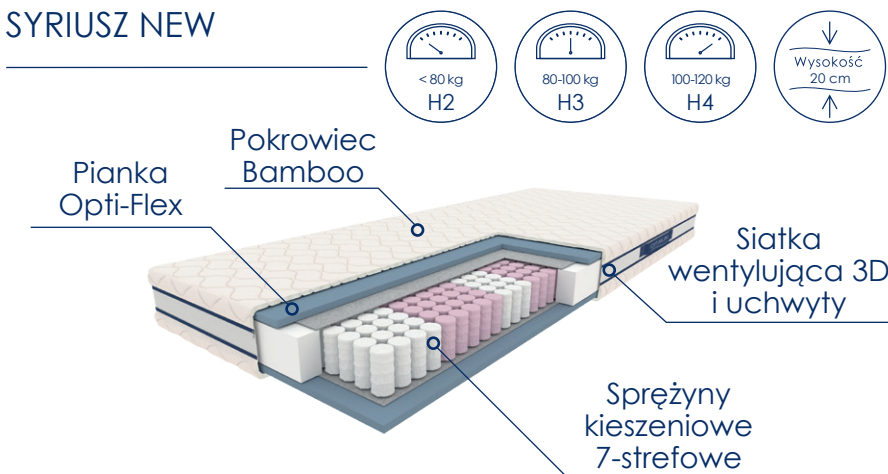 SYRIUSZ NEW
< 80 kg
H2
80-100 kg
H3
100-120 kg
H4
Wysokość
20 cm
Pokrowiec
Bamboo
Pianka
Opti-Flex
Siatka
wentylująca 3D
i uchwyty
Sprężyny
kieszeniowe
7-strefowe